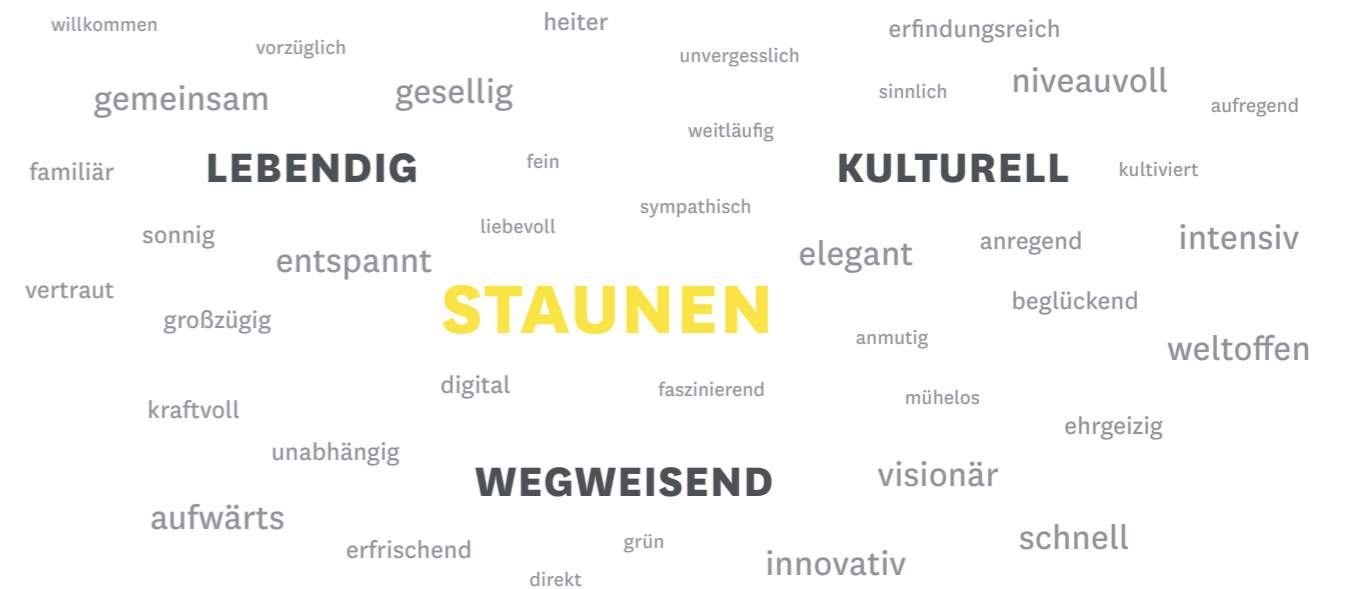 willkommen
heiter
erfindungsreich
vorzüglich
unvergesslich
gemeinsam
gesellig
sinnlich
niveauvoll
aufregend
weitläufig
familiär
LEBENDIG
fein
KULTURELL
kultiviert
sympathisch
sonnig
liebevoll
entspannt
elegant
anregend
intensiv
vertraut
STAUNEN
beglückend
großzügig
anmutig
weltoffen
digital
faszinierend
mühelos
kraftvoll
ehrgeizig
unabhängig
WEGWEISEND
visionär
aufwärts
erfrischend
grün
schnell
direkt
innovativ